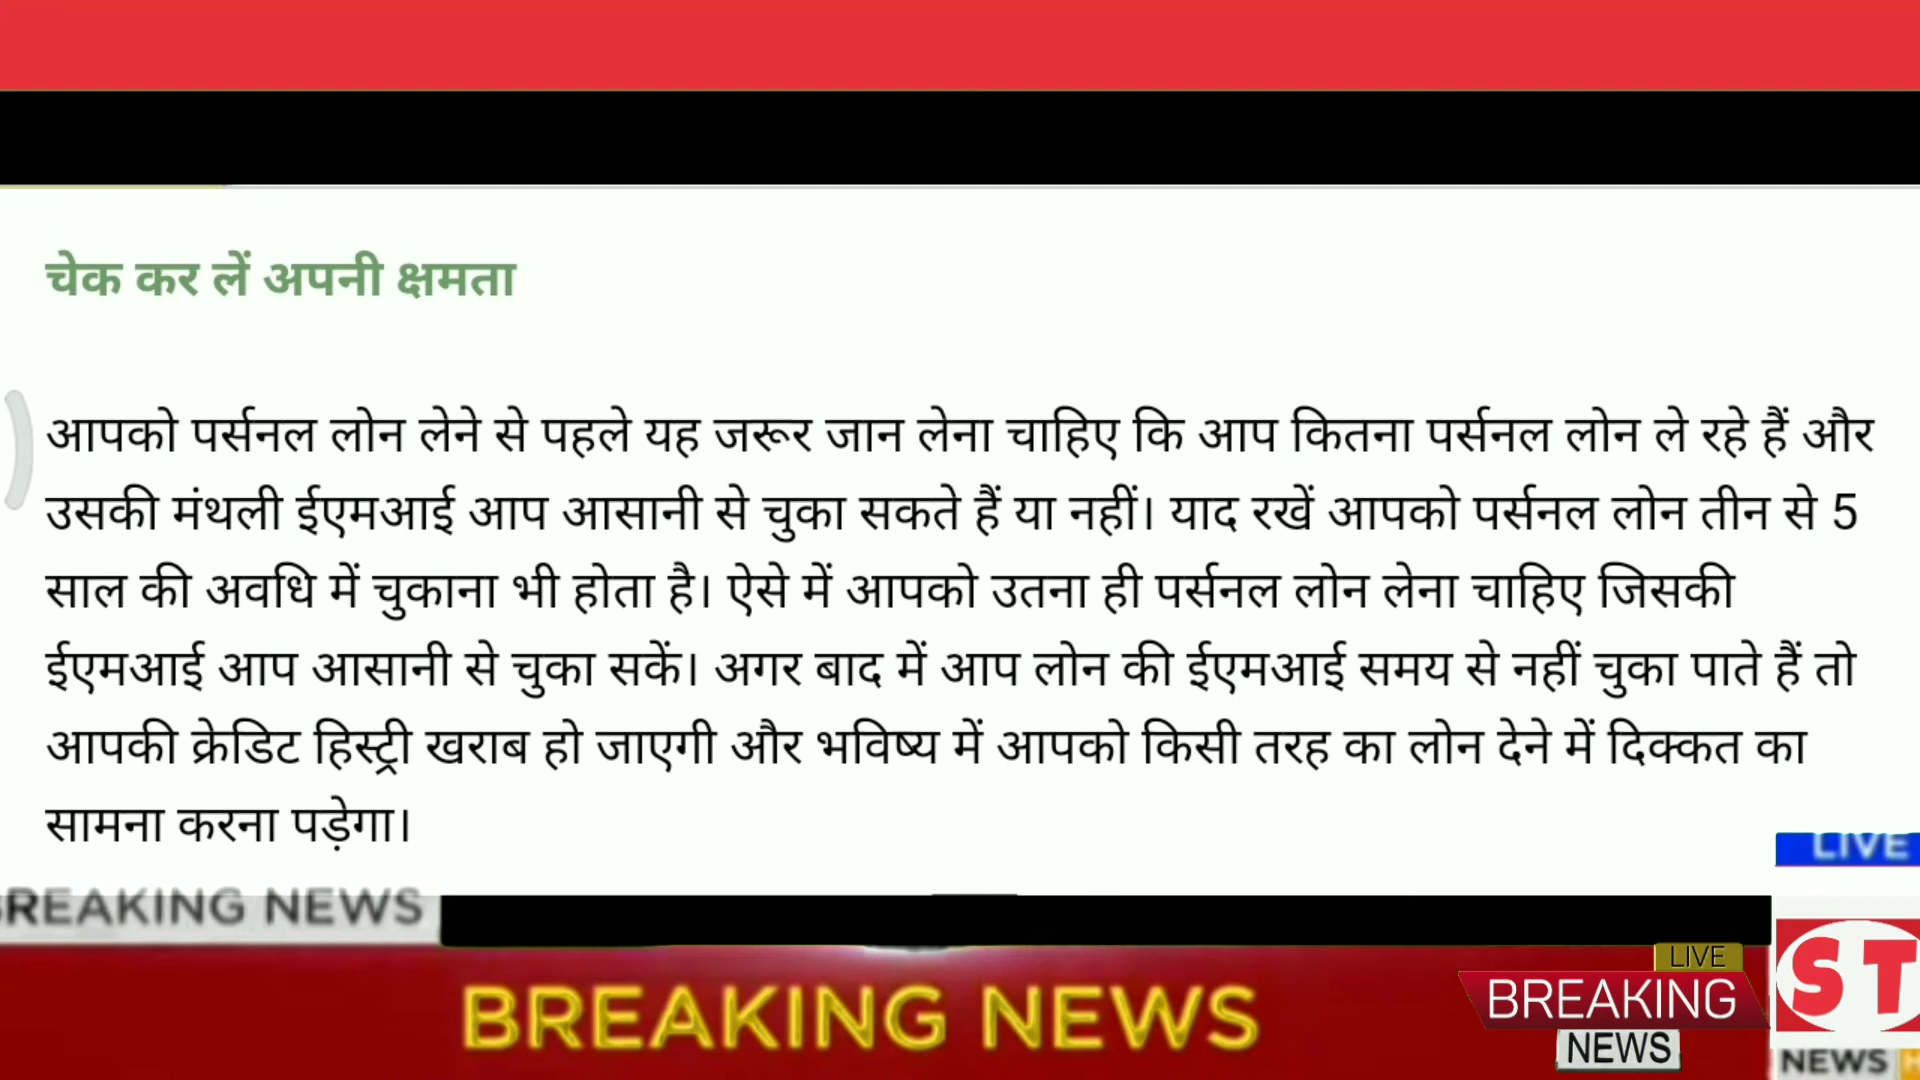 चेक कर लें अपनी क्षमता
आपको पर्सनल लोन लेने से पहले यह जरूर जान लेना चाहिए कि आप कितना पर्सनल लोन ले रहे हैं और
उसकी मंथली ईएमआई आप आसानी से चुका सकते हैं या नहीं। याद रखें आपको पर्सनल लोन तीन से 5
साल की अवधि में चुकाना भी होता है। ऐसे में आपको उतना ही पर्सनल लोन लेना चाहिए जिसकी
ईएमआई आप आसानी से चुका सकें। अगर बाद में आप लोन की ईएमआई समय से नहीं चुका पाते हैं तो
आपकी क्रेडिट हिस्ट्री खराब हो जाएगी और भविष्य में आपको किसी तरह का लोन देने में दिक्कत का
सामना करना पड़ेगा।
LIVE
BREAKING NEWS
ST
LIVE
BREAKING
NEWS
BREAKING NEWS
NEWS